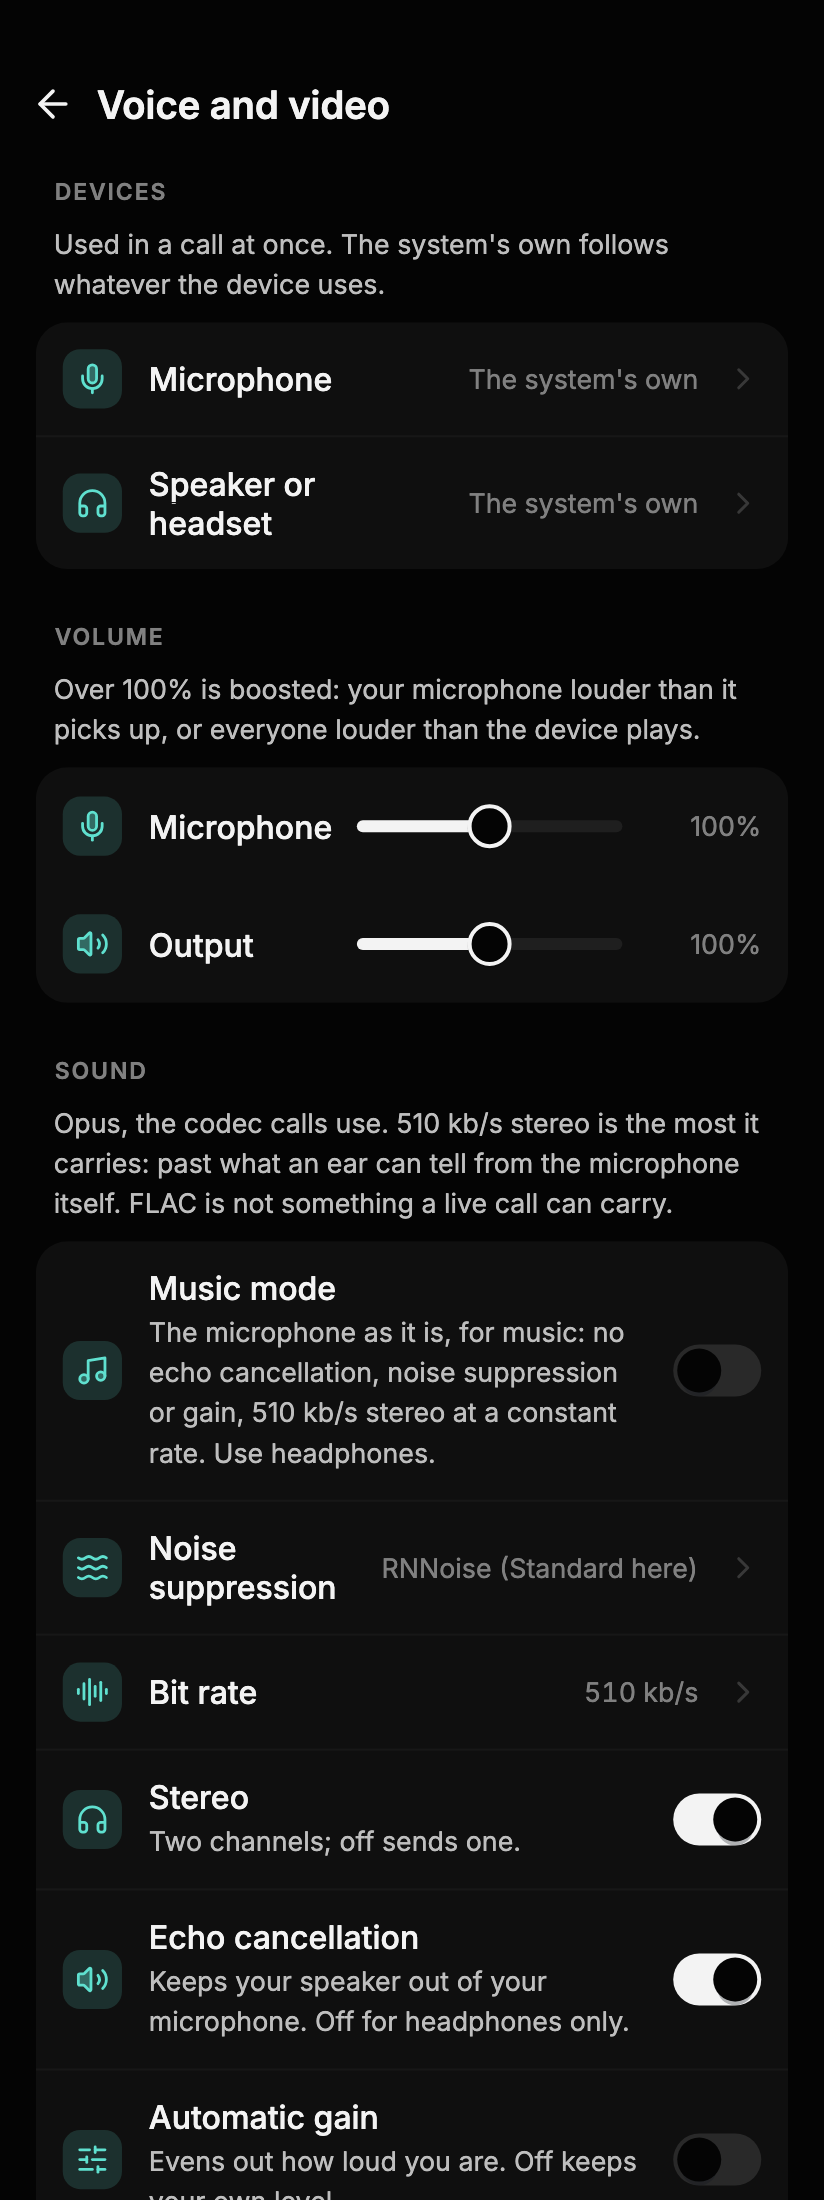 Voice and video
DEVICES
Used in a call at once. The system's own follows
whatever the device uses.
Microphone
The system's own
Speaker or
headset
The system's own
VOLUME
Over 100% is boosted: your microphone louder than it
picks up, or everyone louder than the device plays.
Microphone
100%
Output
100%
SOUND
Opus, the codec calls use. 510 kb/s stereo is the most it
carries: past what an ear can tell from the microphone
itself. FLAC is not something a live call can carry.
Music mode
The microphone as it is, for music: no
echo cancellation, noise suppression
or gain, 510 kb/s stereo at a constant
rate. Use headphones.
Noise
suppression
RNNoise (Standard here)
Bit rate
510 kb/s
Stereo
Two channels; off sends one.
Echo cancellation
Keeps your speaker out of your
microphone. Off for headphones only.
Automatic gain
Evens out how loud you are. Off keeps
your own level